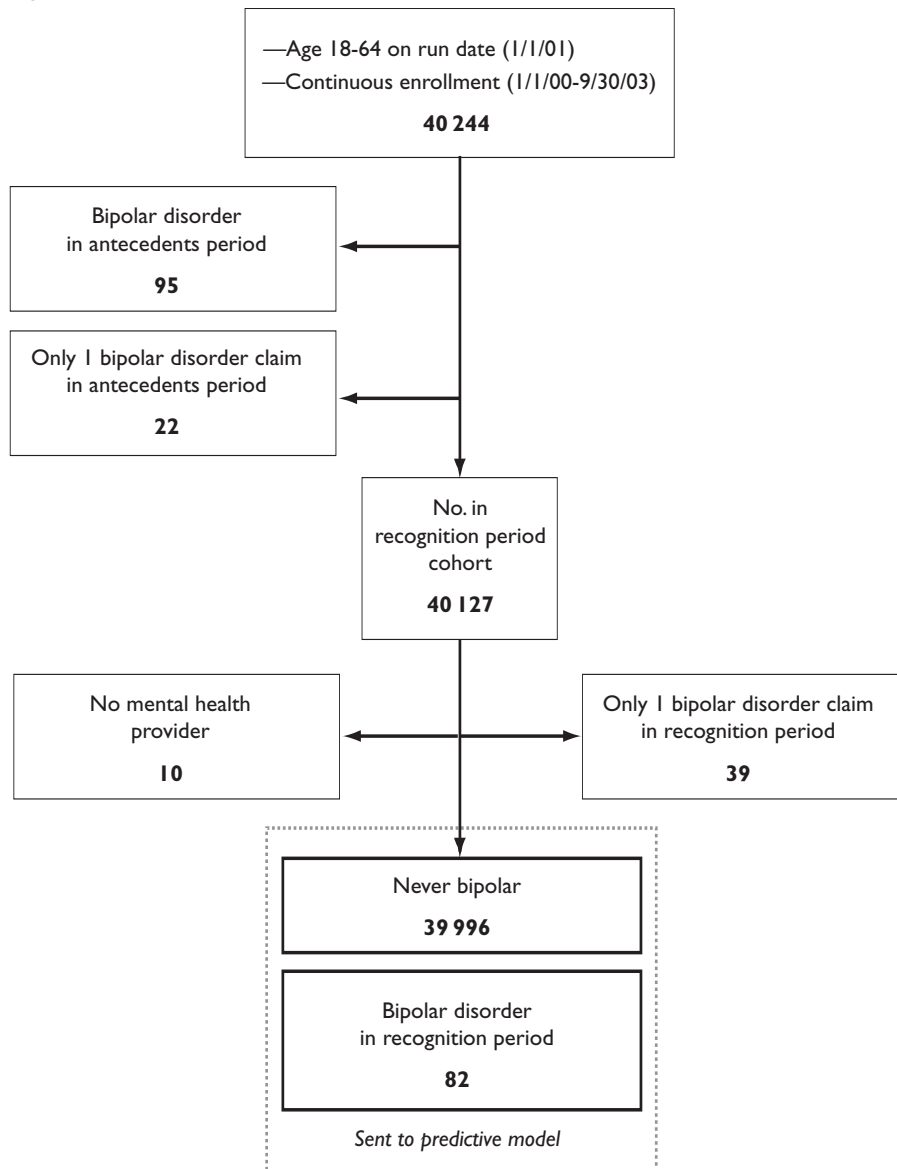 —Age 18-64 on run date (1/1/01)
—Continuous enrollment (1/1/00-9/30/03)
40 244
Bipolar disorder
in antecedents period
95
Only 1 bipolar disorder claim
in antecedents period
22
No. in
recognition period
cohort
40 127
No mental health
provider
10
Only 1 bipolar disorder claim
in recognition period
39
Never bipolar
39 996
Bipolar disorder
in recognition period
82
Sent to predictive model